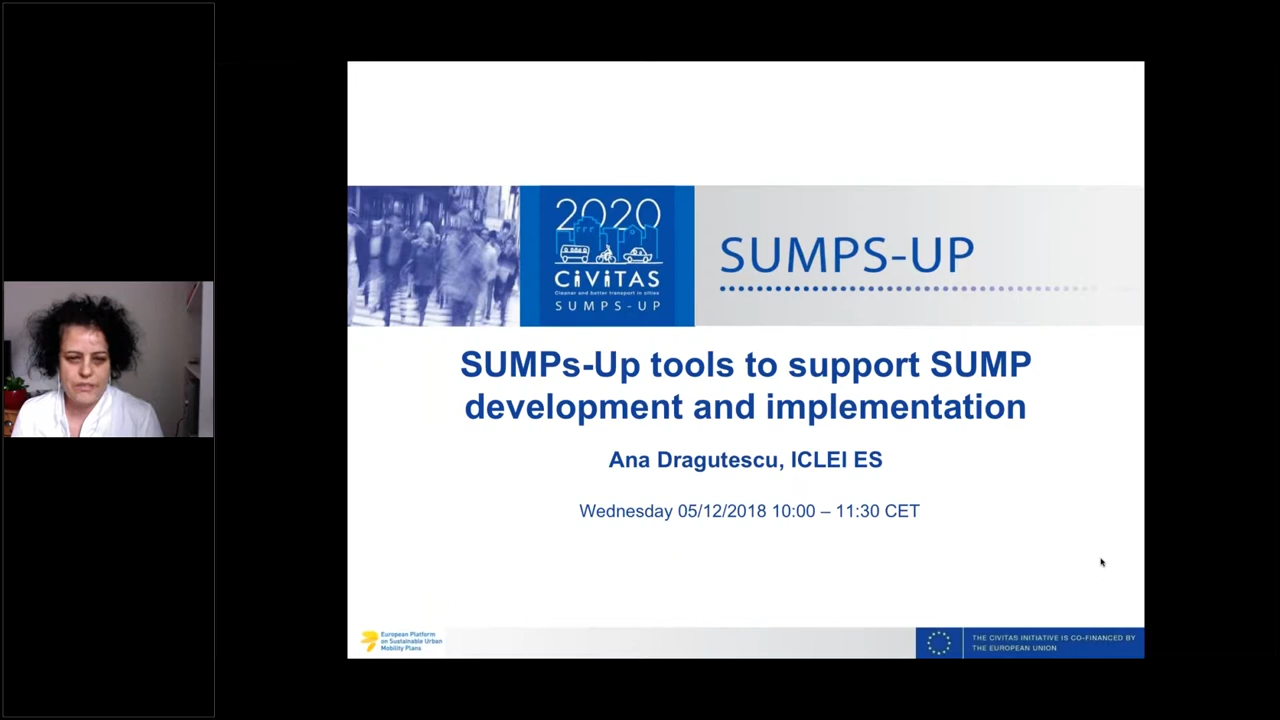 2020
CiViTAS
Cleaner and better transport in cities
SUMPS-UP
SUMPS-UP
SUMPs-Up tools to support SUMP
development and implementation
Ana Dragutescu, ICLEI ES
Wednesday 05/12/2018 10:00 – 11:30 CET
European Platform
on Sustainable Urban
Mobility Plans
THE CIVITAS INITIATIVE IS CO-FINANCED BY
THE EUROPEAN UNION